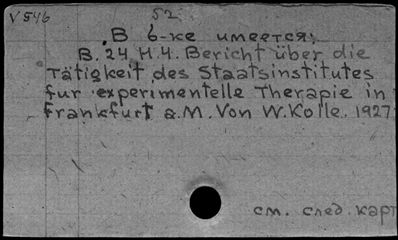 V 546
52
В б-ке имеется:
B. 24 H. 4. Bericht über die
Tätigkeit des Staatsinstitutes
fur experimentelle Therapie in
Frankfurt a. M. Von W. Kolle. 1927
см. след. карт